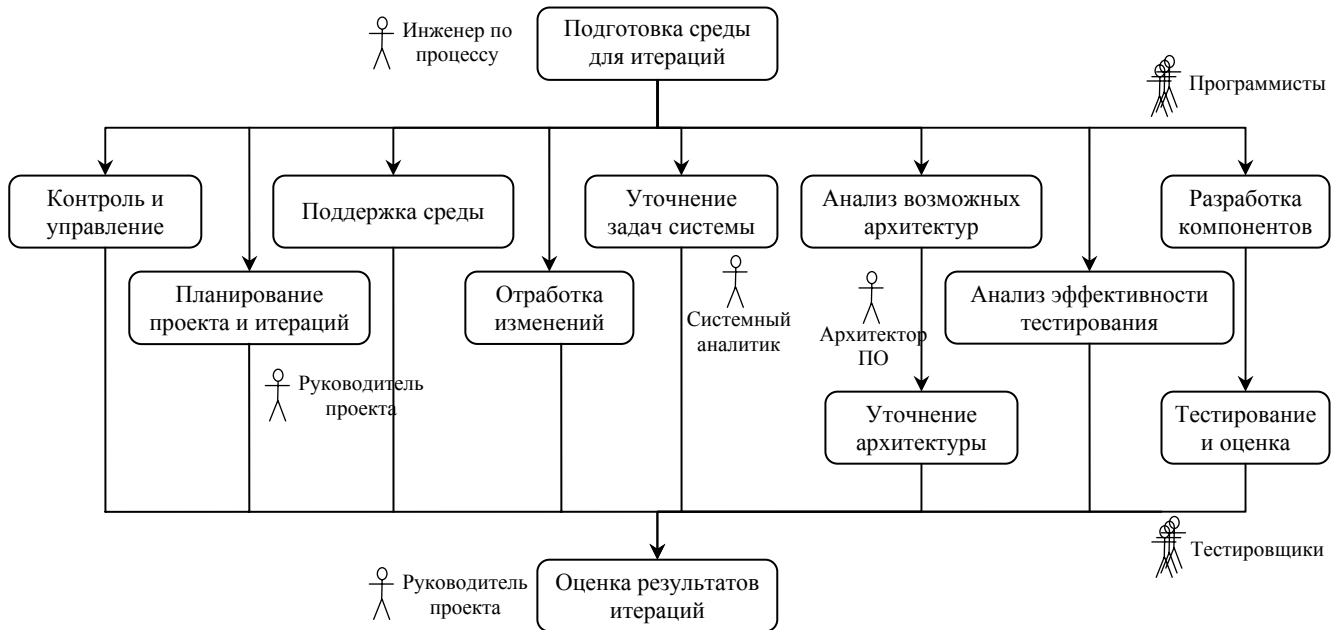 Инженер по
процессу
Подготовка среды
для итераций
Программисты
Контроль и
управление
Поддержка среды
Уточнение
задач системы
Анализ возможных
архитектур
Разработка
компонентов
Планирование
проекта и итераций
Отработка
изменений
Системный
аналитик
Архитектор
ПО
Анализ эффективности
тестирования
Руководитель
проекта
Уточнение
архитектуры
Тестирование
и оценка
Тестировщики
Руководитель
проекта
Оценка результатов
итераций